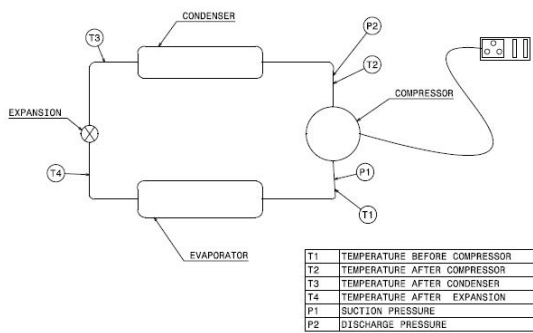 CONDENSER
T3
P2
T2
COMPRESSOR
EXPANSION
T4
P1
T1
EVAPORATOR
T1 TEMPERATURE BEFORE COMPRESSOR
T2 TEMPERATURE AFTER COMPRESSOR
T3 TEMPERATURE AFTER CONDENSER
T4 TEMPERATURE AFTER EXPANSION
P1 SUCTION PRESSURE
P2 DISCHARGE PRESSURE